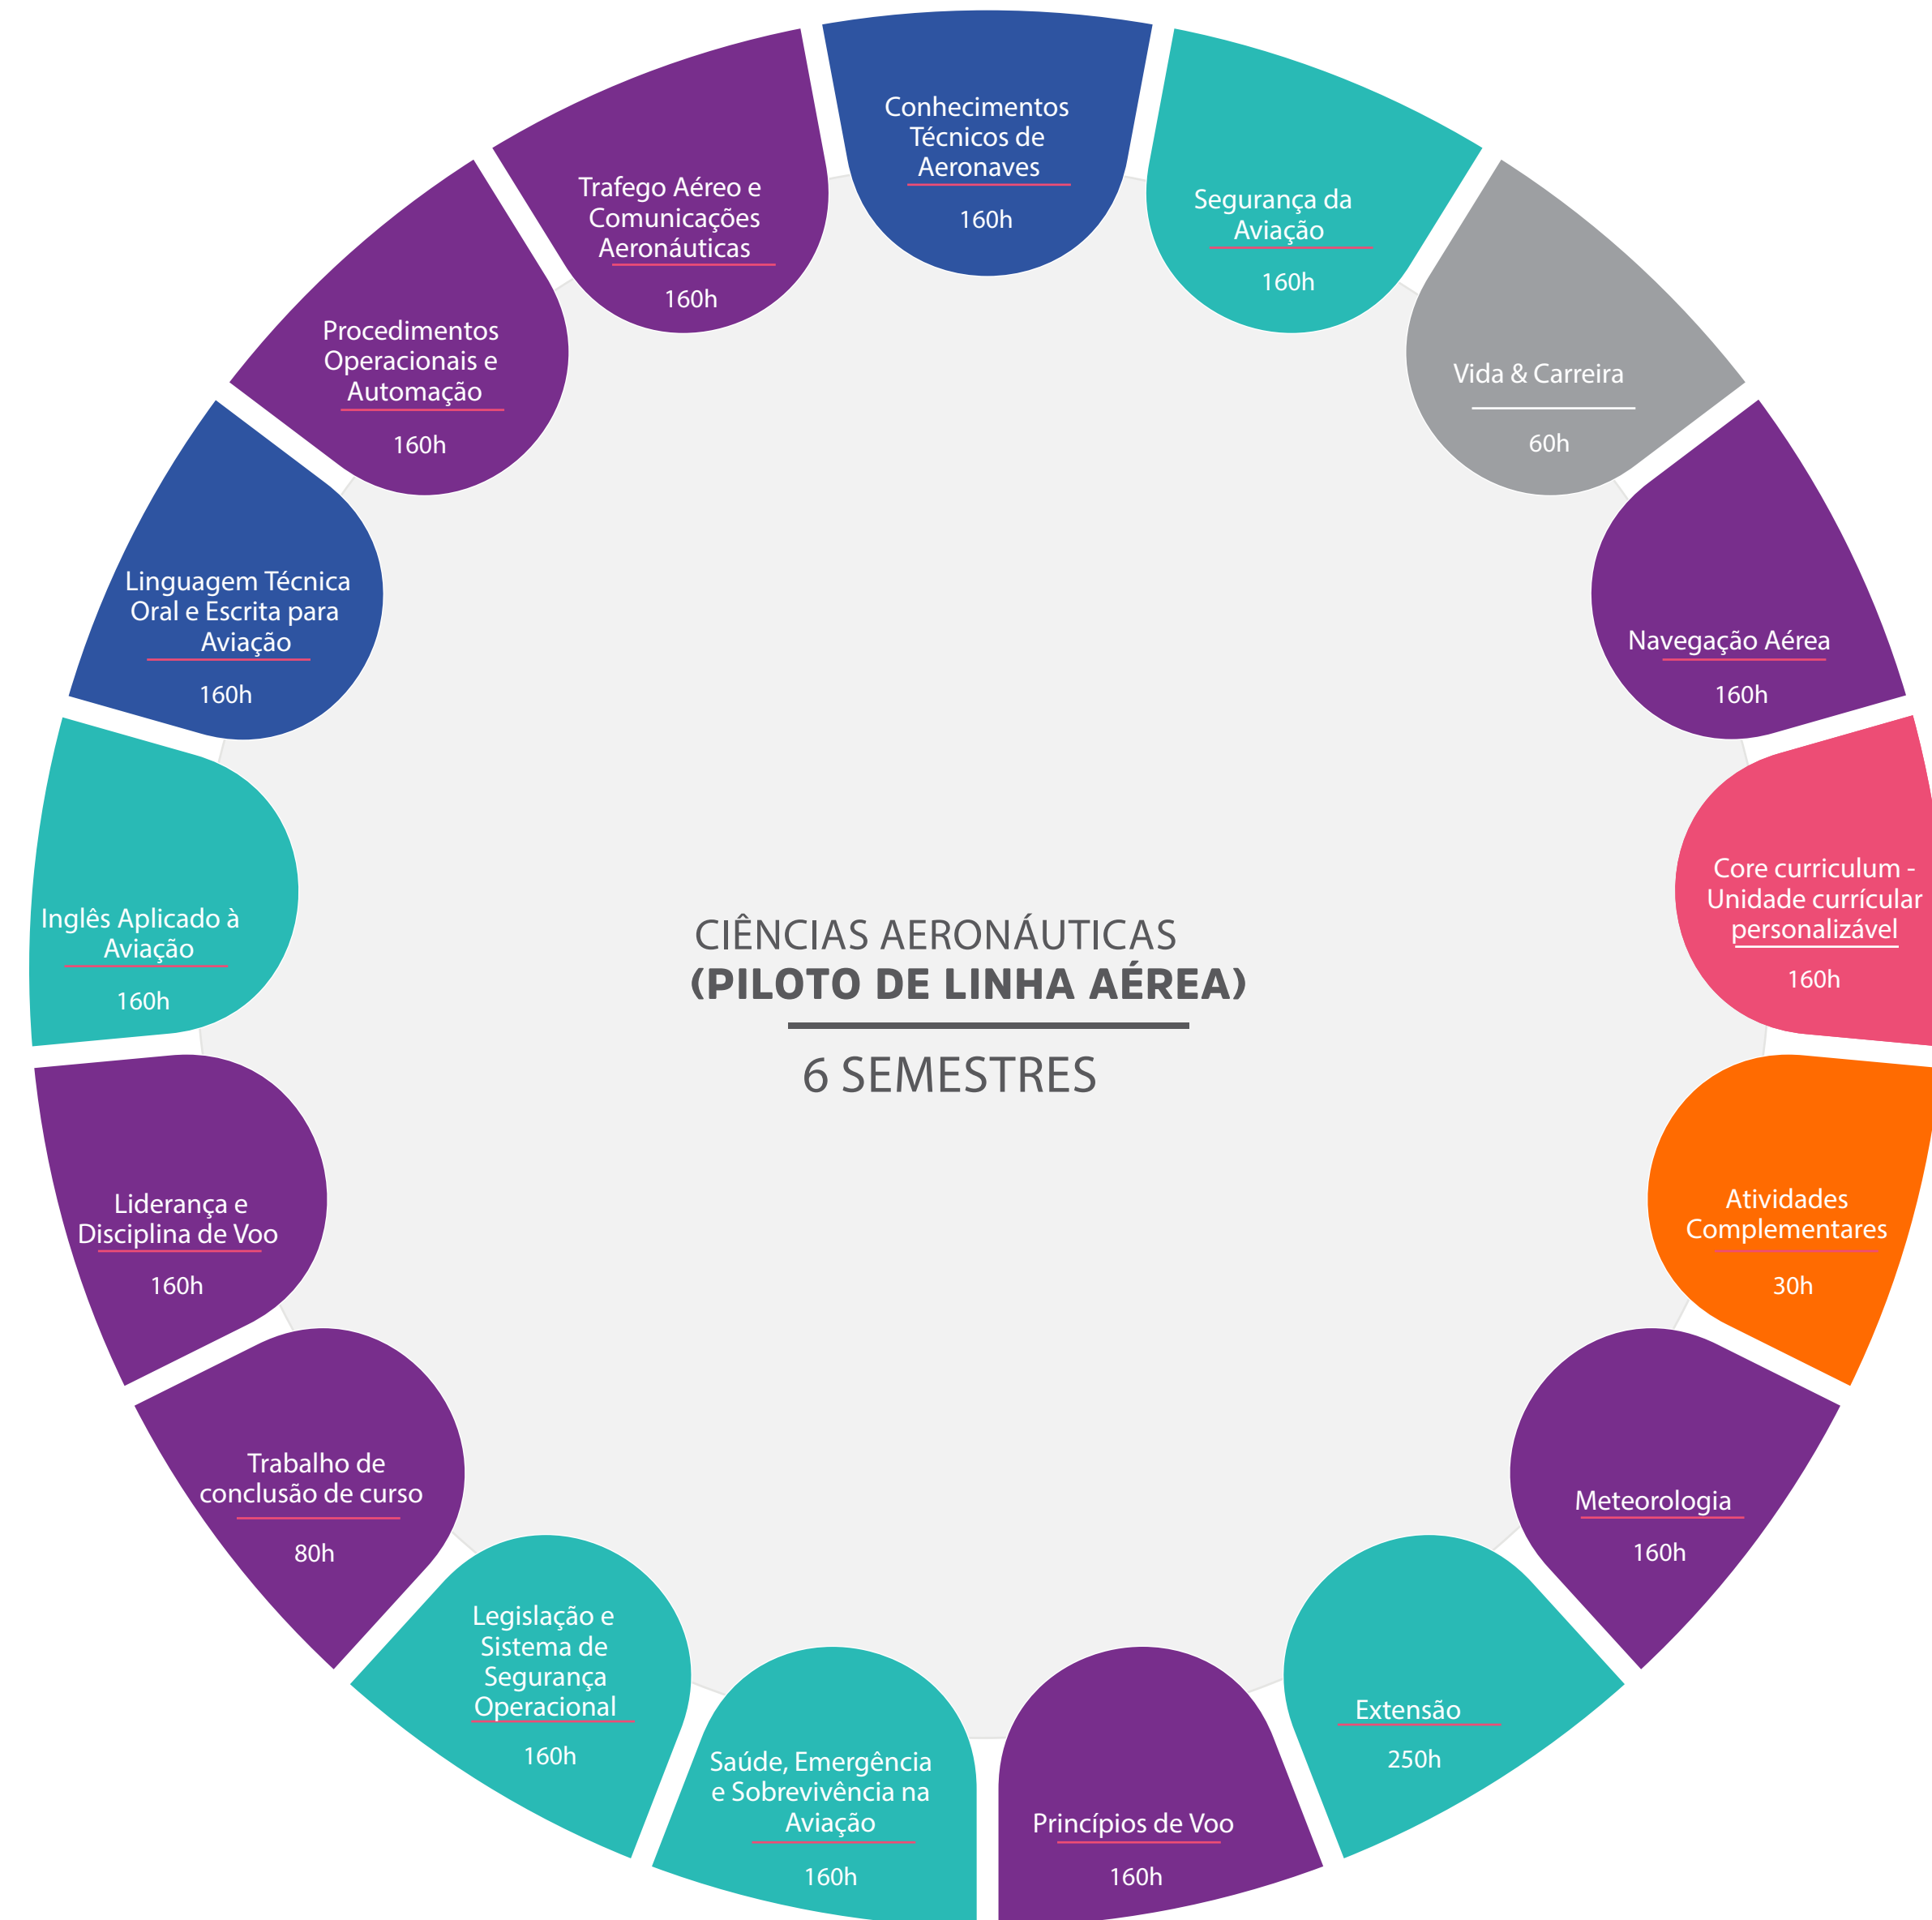 Conhecimentos
Técnicos de
Aeronaves
160h
Segurança da
Aviação
160h
Vida & Carreira
60h
Navegação Aérea
160h
Core curriculum -
Unidade currícular
personalizável
160h
Atividades
Complementares
30h
Meteorologia
160h
Extensão
250h
Princípios de Voo
160h
Saúde, Emergência
e Sobrevivência na
Aviação
160h
Legislação e
Sistema de
Segurança
Operacional
160h
Trabalho de
conclusão de curso
80h
Liderança e
Disciplina de Voo
160h
Inglês Aplicado à
Aviação
160h
Linguagem Técnica
Oral e Escrita para
Aviação
160h
Procedimentos
Operacionais e
Automação
160h
Trafego Aéreo e
Comunicações
Aeronáuticas
160h
CIÊNCIAS AERONÁUTICAS
(PILOTO DE LINHA AÉREA)
6 SEMESTRES